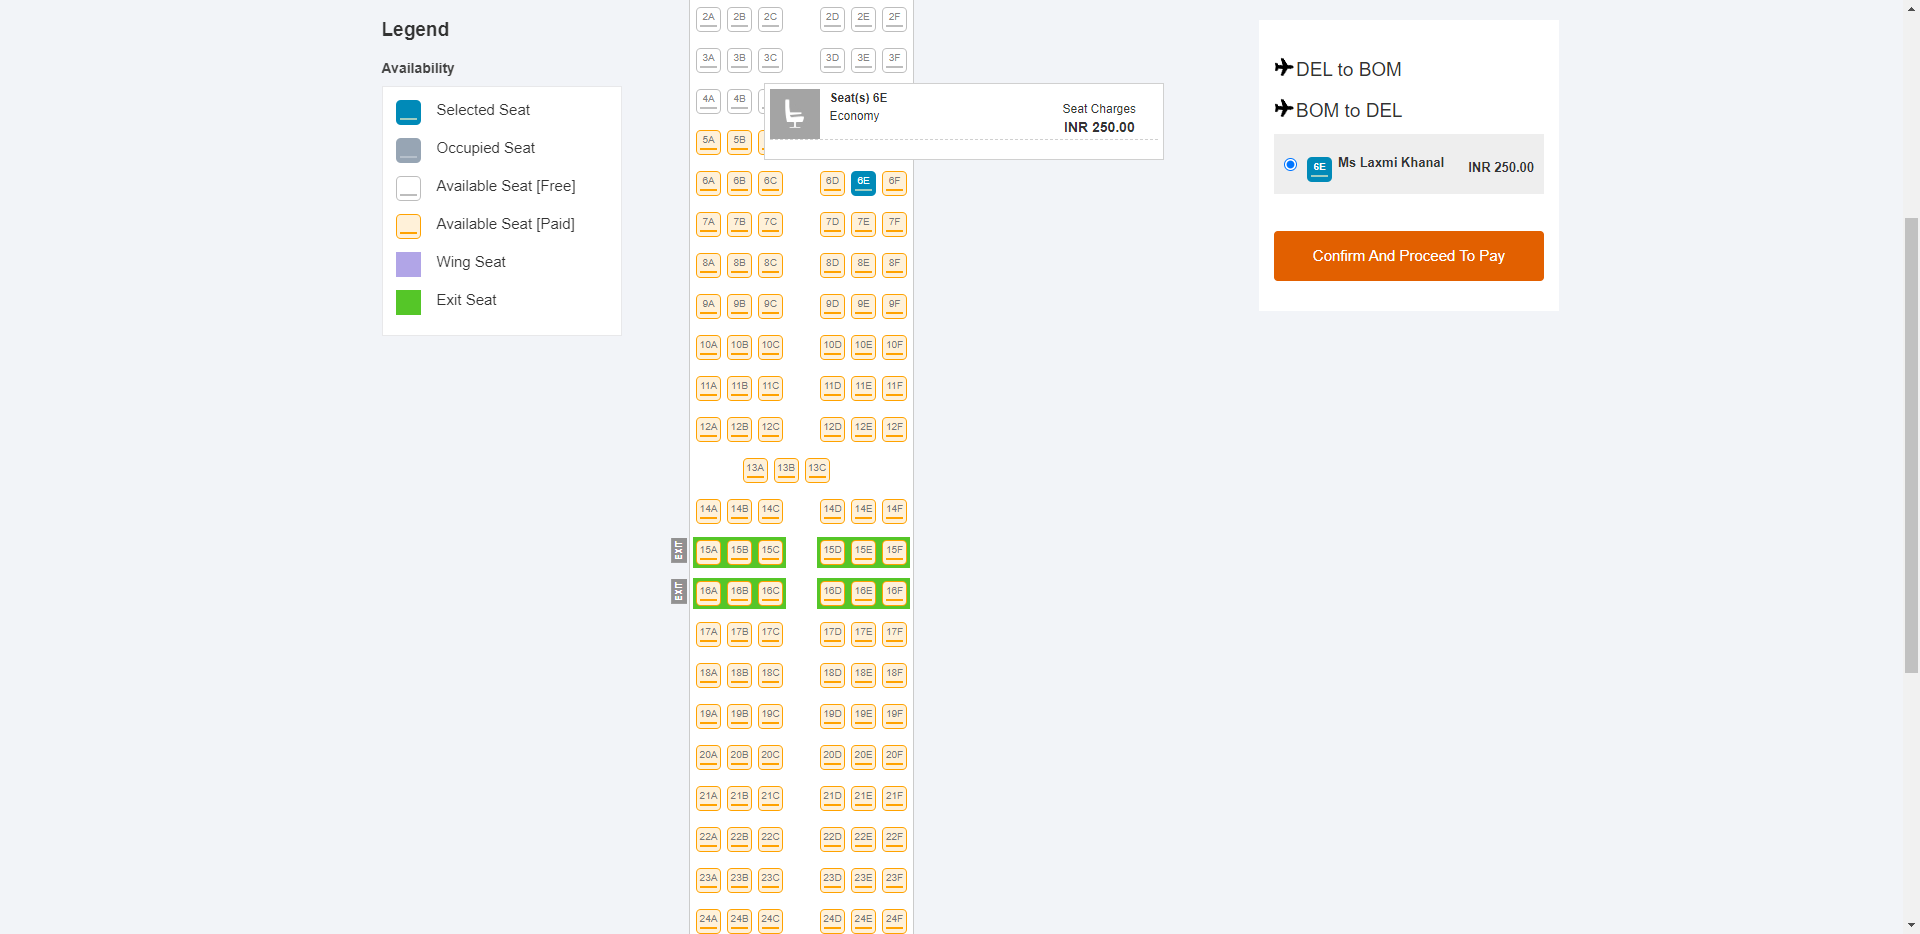 Legend
Availability
Selected Seat
Occupied Seat
Available Seat [Free]
Available Seat [Paid]
Wing Seat
Exit Seat
2A 2B 2C 2D 2E 2F
3A 3B 3C 3D 3E 3F
4A 4B
5A 5B
Seat(s) 6E
Economy
Seat Charges
INR 250.00
6A 6B 6C 6D 6E 6F
7A 7B 7C 7D 7E 7F
8A 8B 8C 8D 8E 8F
9A 9B 9C 9D 9E 9F
10A 10B 10C 10D 10E 10F
11A 11B 11C 11D 11E 11F
12A 12B 12C 12D 12E 12F
13A 13B 13C
14A 14B 14C 14D 14E 14F
EXIT 15A 15B 15C 15D 15E 15F
EXIT 16A 16B 16C 16D 16E 16F
17A 17B 17C 17D 17E 17F
18A 18B 18C 18D 18E 18F
19A 19B 19C 19D 19E 19F
20A 20B 20C 20D 20E 20F
21A 21B 21C 21D 21E 21F
22A 22B 22C 22D 22E 22F
23A 23B 23C 23D 23E 23F
24A 24B 24C 24D 24E 24F
DEL to BOM
BOM to DEL
6E Ms Laxmi Khanal INR 250.00
Confirm And Proceed To Pay